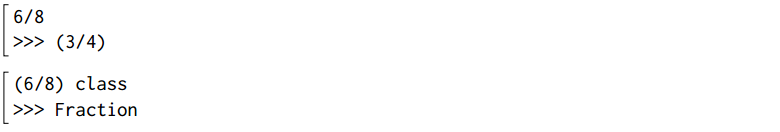 6/8
>>> (3/4)
(6/8) class
>>> Fraction